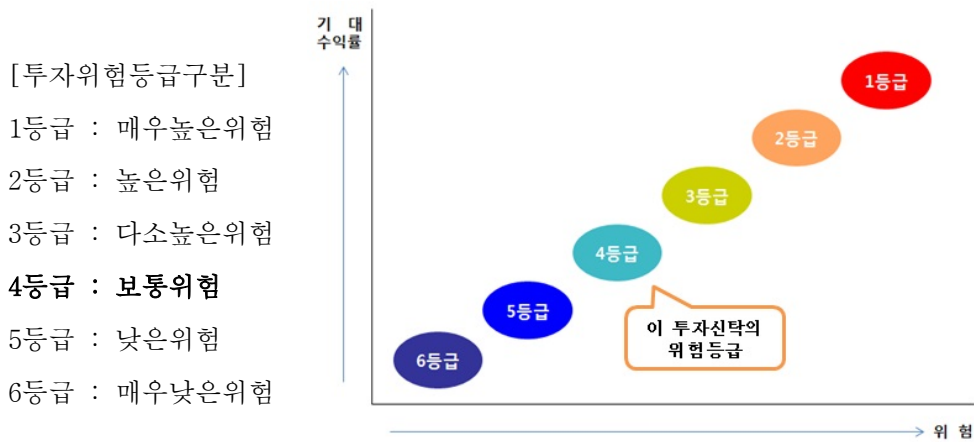 [투자위험등급구분]
1등급 : 매우높은위험
2등급 : 높은위험
3등급 : 다소높은위험
4등급 : 보통위험
5등급 : 낮은위험
6등급 : 매우낮은위험
기 대
수익률
1등급
2등급
3등급
4등급
5등급
6등급
이 투자신탁의
위험등급
위 험